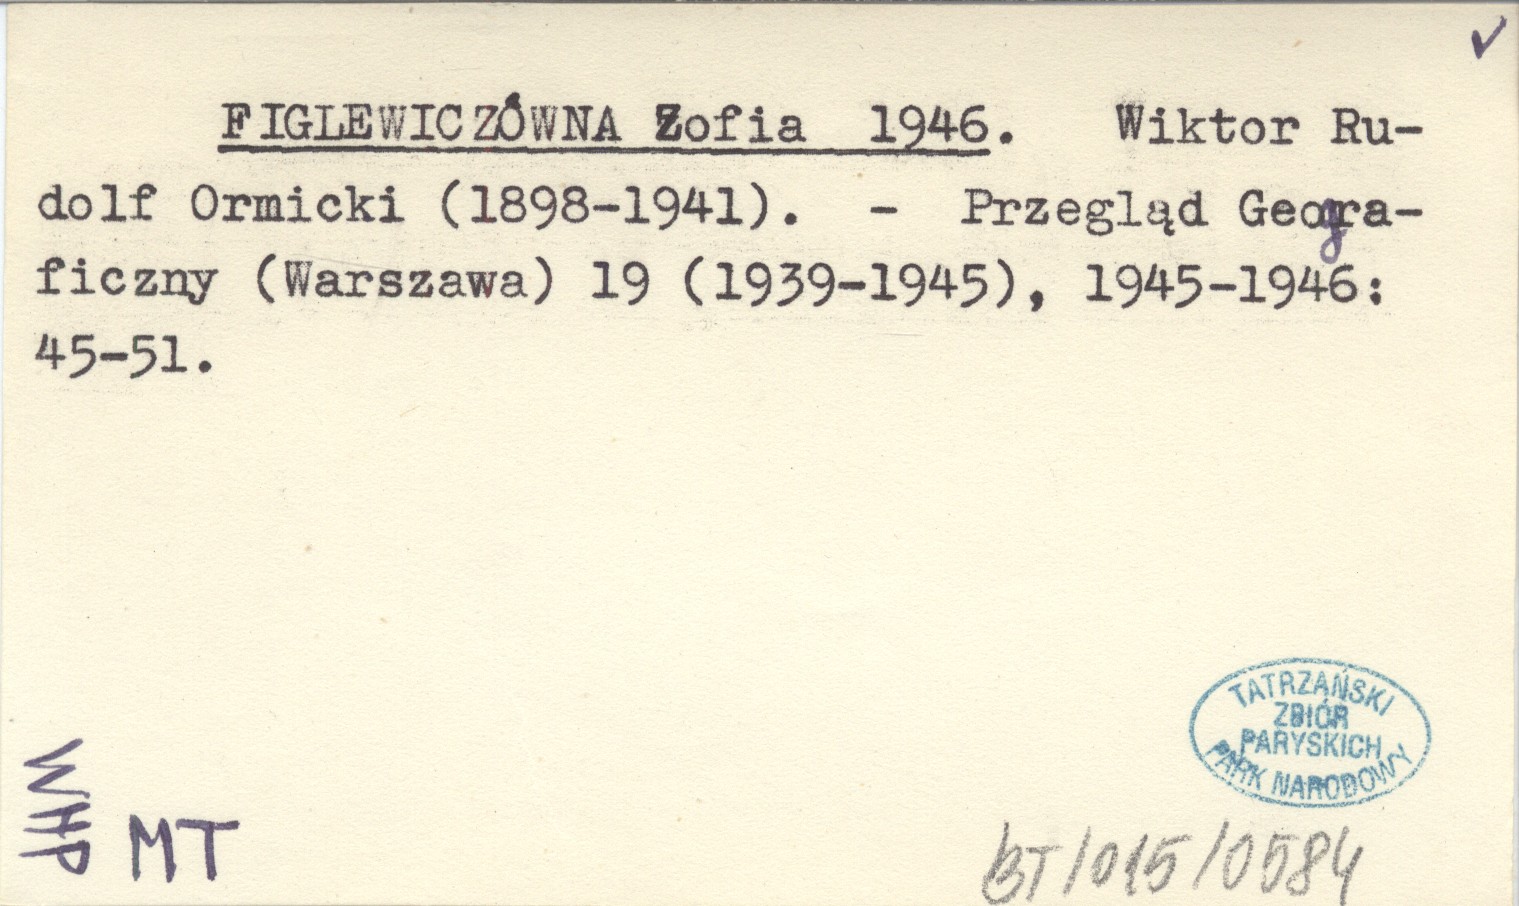 ✓
FIGLEWICZÓWNA Zofia 1946. Wiktor Ru-
dolf Ormicki (1898-1941). - Przegląd Geogra-
ficzny (Warszawa) 19 (1939-1945), 1945-1946:
45-51.
TATRZAŃSKI
ZBIÓR
PARYSKICH
PARK NARODOWY
WHP
MT
BT/015/0584